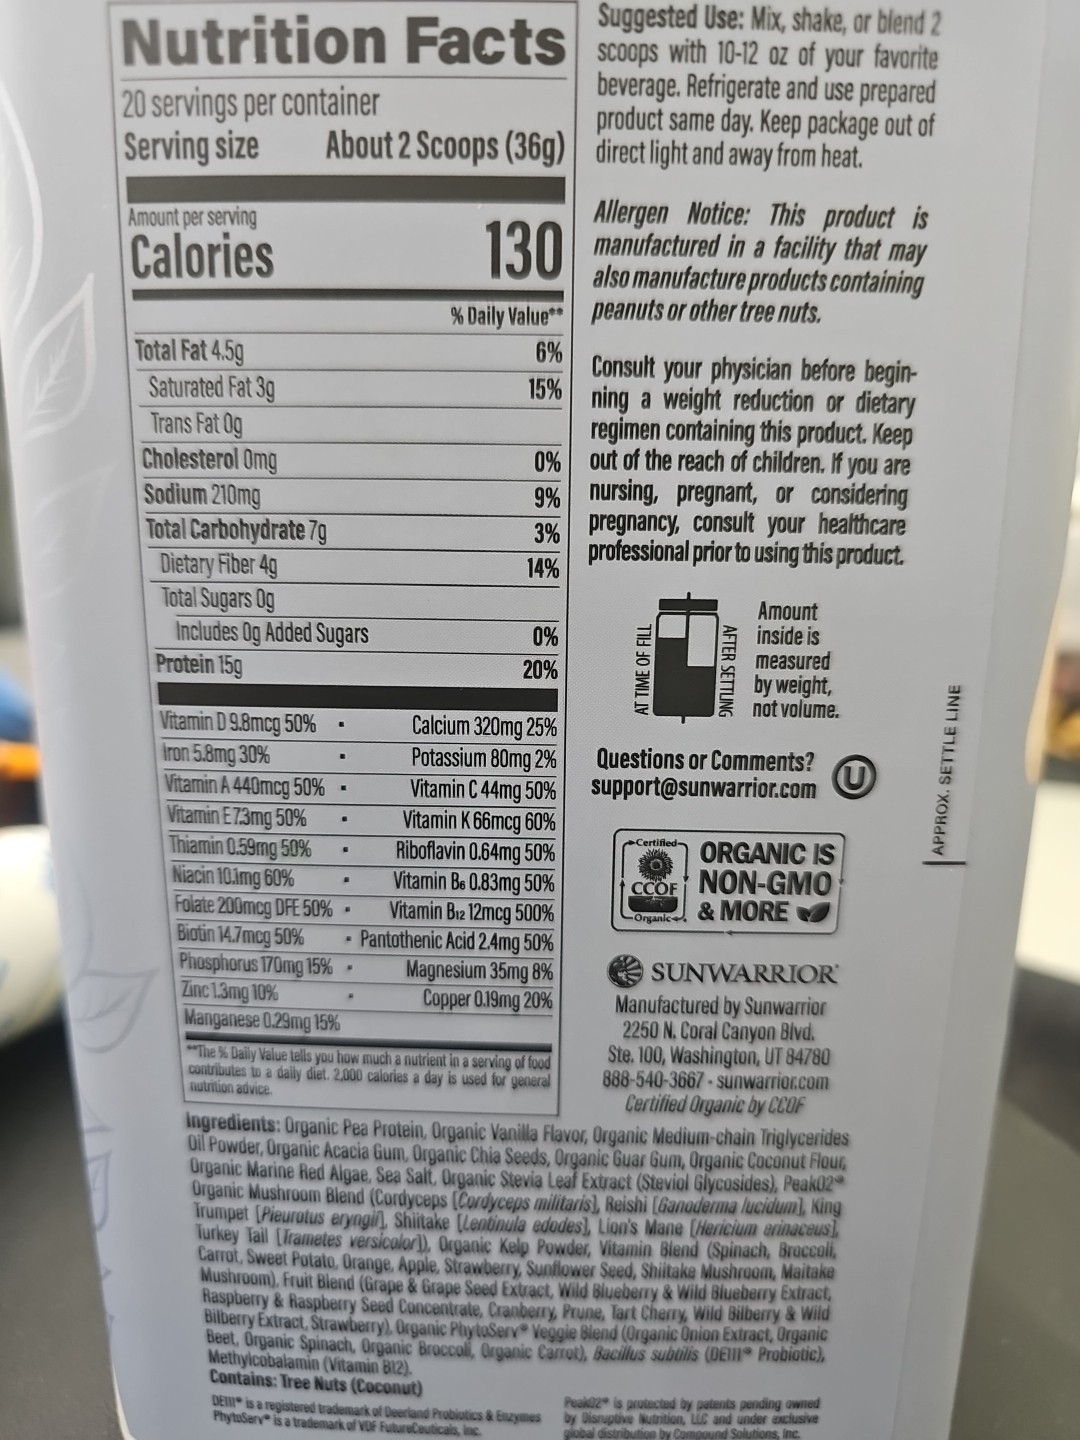 Nutrition Facts
20 servings per container
Serving size About 2 Scoops (36g)
Amount per serving
Calories 130
% Daily Value**
Total Fat 4.5g 6%
Saturated Fat 3g 15%
Trans Fat 0g
Cholesterol 0mg 0%
Sodium 210mg 9%
Total Carbohydrate 7g 3%
Dietary Fiber 4g 14%
Total Sugars 0g
Includes 0g Added Sugars 0%
Protein 15g 20%
Vitamin D 9.8mcg 50% • Calcium 320mg 25%
Iron 5.8mg 30% • Potassium 80mg 2%
Vitamin A 440mcg 50% • Vitamin C 44mg 50%
Vitamin E 7.3mg 50% • Vitamin K 66mcg 60%
Thiamin 0.59mg 50% • Riboflavin 0.64mg 50%
Niacin 10.1mg 60% • Vitamin B6 0.83mg 50%
Folate 200mcg DFE 50% • Vitamin B12 12mcg 500%
Biotin 14.7mcg 50% • Pantothenic Acid 2.4mg 50%
Phosphorus 170mg 15% • Magnesium 35mg 8%
Zinc 1.3mg 10% • Copper 0.19mg 20%
Manganese 0.29mg 15%
**The % Daily Value tells you how much a nutrient in a serving of food
contributes to a daily diet. 2,000 calories a day is used for general
nutrition advice.
Suggested Use: Mix, shake, or blend 2
scoops with 10-12 oz of your favorite
beverage. Refrigerate and use prepared
product same day. Keep package out of
direct light and away from heat.
Allergen Notice: This product is
manufactured in a facility that may
also manufacture products containing
peanuts or other tree nuts.
Consult your physician before begin-
ning a weight reduction or dietary
regimen containing this product. Keep
out of the reach of children. If you are
nursing, pregnant, or considering
pregnancy, consult your healthcare
professional prior to using this product.
AT TIME OF FILL
AFTER SETTLING
Amount
inside is
measured
by weight,
not volume.
APPROX. SETTLE LINE
Questions or Comments?
support@sunwarrior.com
U
Certified
CCOF
Organic
ORGANIC IS
NON-GMO
& MORE
SUNWARRIOR®
Manufactured by Sunwarrior
2250 N. Coral Canyon Blvd.
Ste. 100, Washington, UT 84780
888-540-3667 - sunwarrior.com
Certified Organic by CCOF
Ingredients: Organic Pea Protein, Organic Vanilla Flavor, Organic Medium-chain Triglycerides
Oil Powder, Organic Acacia Gum, Organic Chia Seeds, Organic Guar Gum, Organic Coconut Flour,
Organic Marine Red Algae, Sea Salt, Organic Stevia Leaf Extract (Steviol Glycosides), PeakO2®
Organic Mushroom Blend (Cordyceps [Cordyceps militaris], Reishi [Ganoderma lucidum], King
Trumpet [Pleurotus eryngii], Shiitake [Lentinula edodes], Lion's Mane [Hericium erinaceus],
Turkey Tail [Trametes versicolor]), Organic Kelp Powder, Vitamin Blend (Spinach, Broccoli,
Carrot, Sweet Potato, Orange, Apple, Strawberry, Sunflower Seed, Shiitake Mushroom, Maitake
Mushroom), Fruit Blend (Grape & Grape Seed Extract, Wild Blueberry & Wild Blueberry Extract,
Raspberry & Raspberry Seed Concentrate, Cranberry, Prune, Tart Cherry, Wild Bilberry & Wild
Bilberry Extract, Strawberry), Organic PhytoServ® Veggie Blend (Organic Onion Extract, Organic
Beet, Organic Spinach, Organic Broccoli, Organic Carrot), Bacillus subtilis (DE111® Probiotic),
Methylcobalamin (Vitamin B12).
Contains: Tree Nuts (Coconut)
DE111® is a registered trademark of Deerland Probiotics & Enzymes
PhytoServ® is a trademark of VDF FutureCeuticals, Inc.
PeakO2® is protected by patents pending owned
by Disruptive Nutrition, LLC and under exclusive
global distribution by Compound Solutions, Inc.